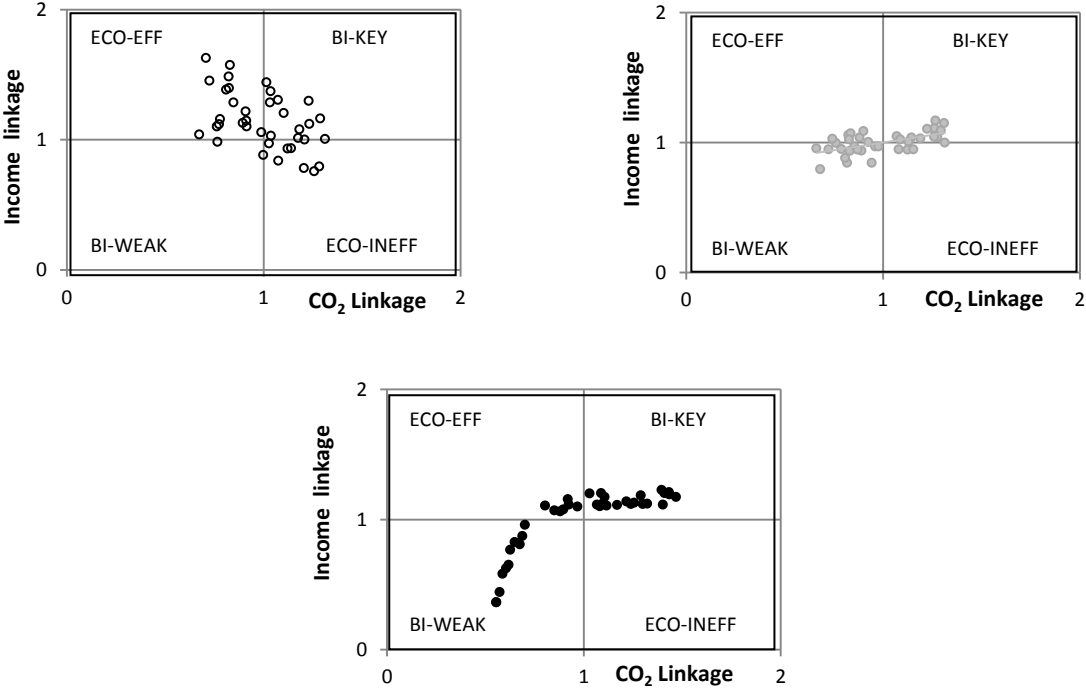 2
ECO-EFF
BI-KEY
Income linkage
1
BI-WEAK
ECO-INEFF
0
0
1
CO₂ Linkage
2
2
ECO-EFF
BI-KEY
Income linkage
1
BI-WEAK
ECO-INEFF
0
0
1
CO₂ Linkage
2
2
ECO-EFF
BI-KEY
Income linkage
1
BI-WEAK
ECO-INEFF
0
0
1
CO₂ Linkage
2